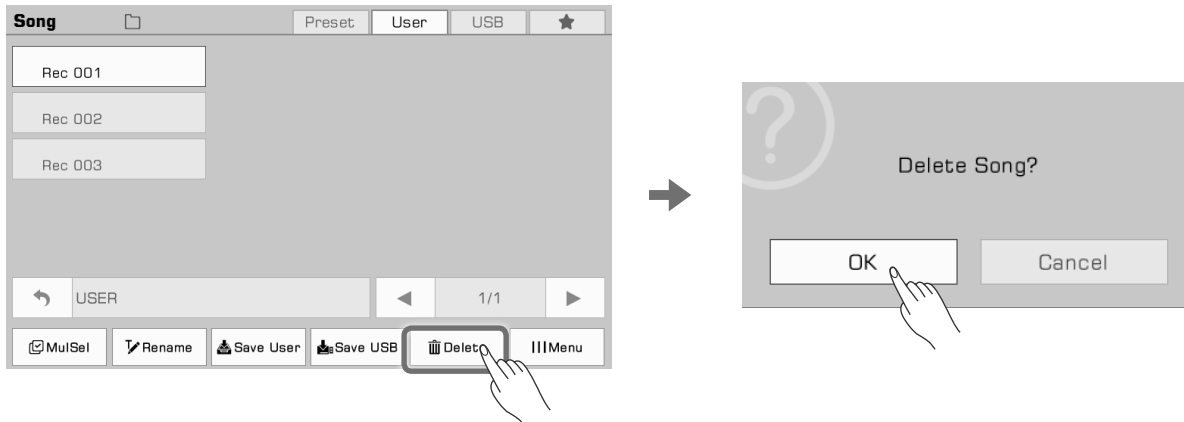 Song Preset User USB
Rec 001
Rec 002
Rec 003
USER 1/1
MulSel Rename Save User Save USB Delete Menu
Delete Song?
OK Cancel